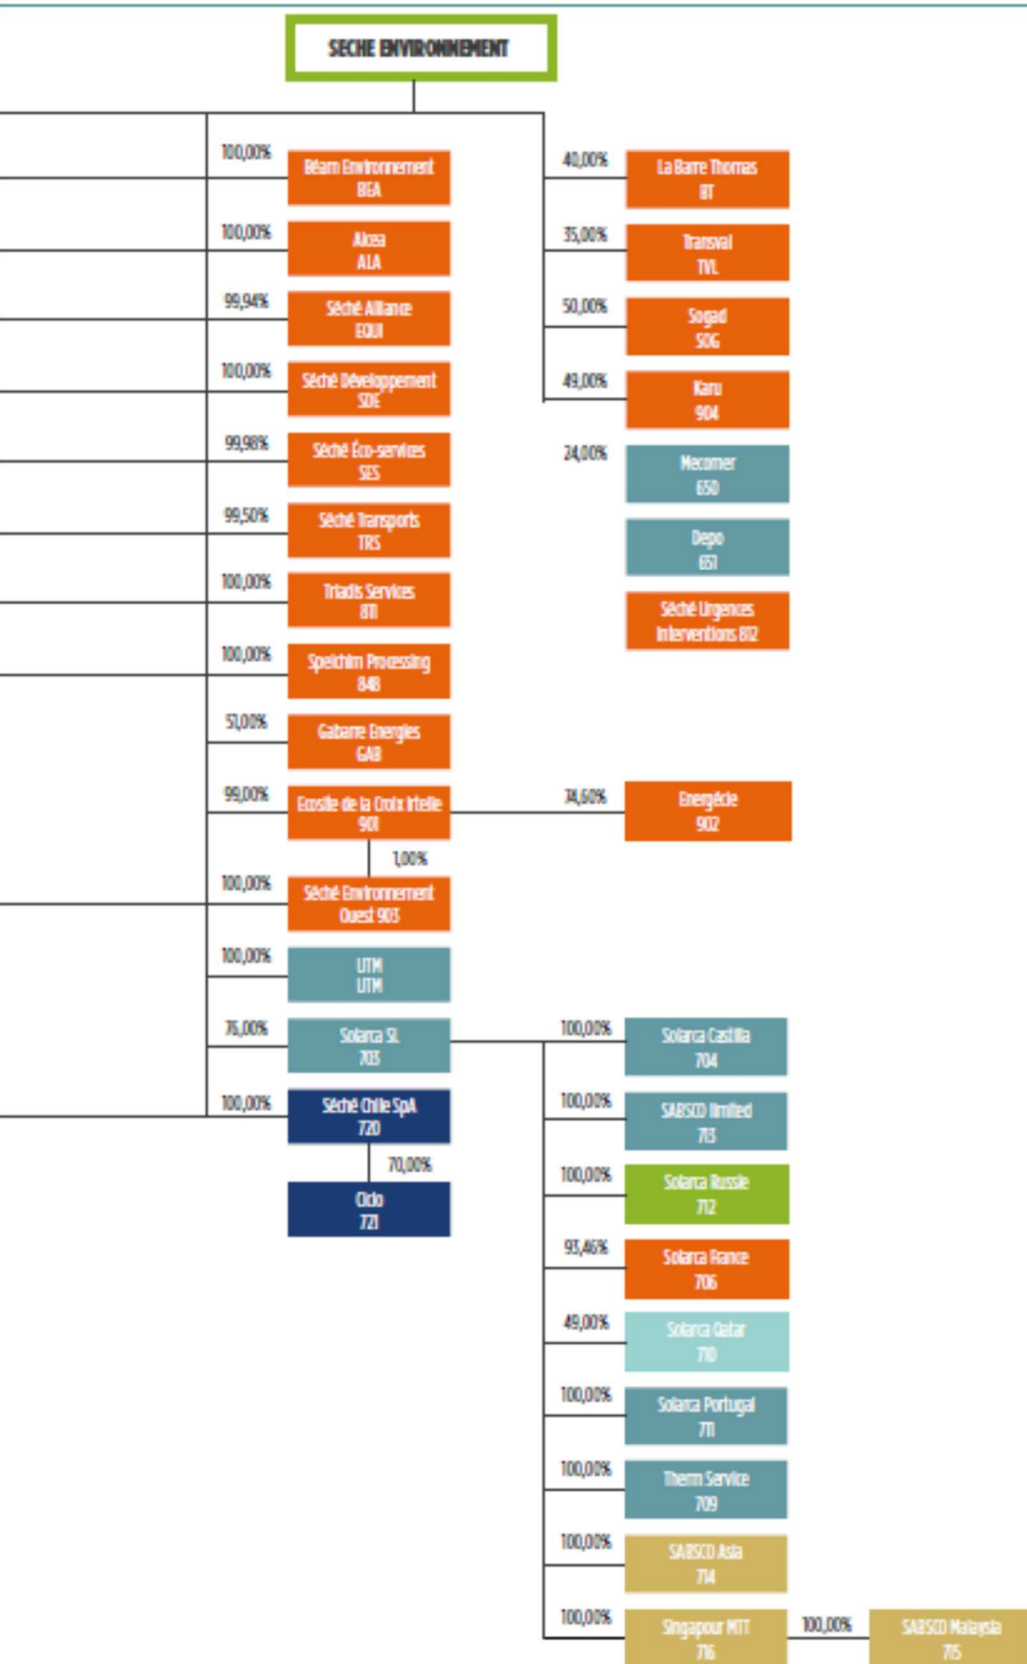 SECHE ENVIRONNEMENT
100,00%
Béarn Environnement
BEA
100,00%
Alcea
ALA
99,94%
Séché Alliance
EQUI
100,00%
Séché Développement
SDE
99,98%
Séché Éco-services
SES
99,50%
Séché Transports
TRS
100,00%
Triadis Services
811
100,00%
Speichim Processing
848
51,00%
Gabarre Energies
GAB
99,00%
Ecosite de la Croix Irtelle
901
1,00%
100,00%
Séché Environnement
Ouest 903
100,00%
UTM
UTM
76,00%
Solarca SL
703
100,00%
Séché Chile SpA
720
70,00%
Ciclo
721
40,00%
La Barre Thomas
BT
35,00%
Transval
TVL
50,00%
Sogad
SOG
49,00%
Karu
904
24,00%
Mecomer
650
Depo
651
Séché Urgences
Interventions 812
74,60%
Energécie
902
100,00%
Solarca Castilla
704
100,00%
SABSCO limited
713
100,00%
Solarca Russie
712
93,46%
Solarca France
706
49,00%
Solarca Qatar
710
100,00%
Solarca Portugal
711
100,00%
Therm Service
709
100,00%
SABSCO Asia
714
100,00%
Singapour MTT
716
100,00%
SABSCO Malaysia
715